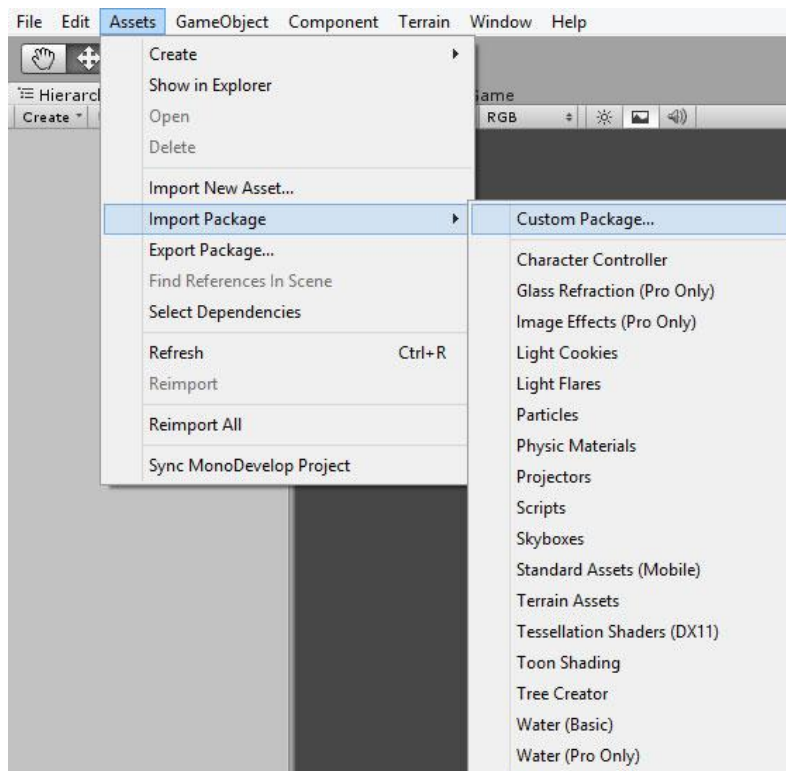 File Edit Assets GameObject Component Terrain Window Help
Create
Show in Explorer
Open
Delete
Import New Asset...
Import Package
Export Package...
Find References In Scene
Select Dependencies
Refresh Ctrl+R
Reimport
Reimport All
Sync MonoDevelop Project
Create
RGB
Custom Package...
Character Controller
Glass Refraction (Pro Only)
Image Effects (Pro Only)
Light Cookies
Light Flares
Particles
Physic Materials
Projectors
Scripts
Skyboxes
Standard Assets (Mobile)
Terrain Assets
Tessellation Shaders (DX11)
Toon Shading
Tree Creator
Water (Basic)
Water (Pro Only)